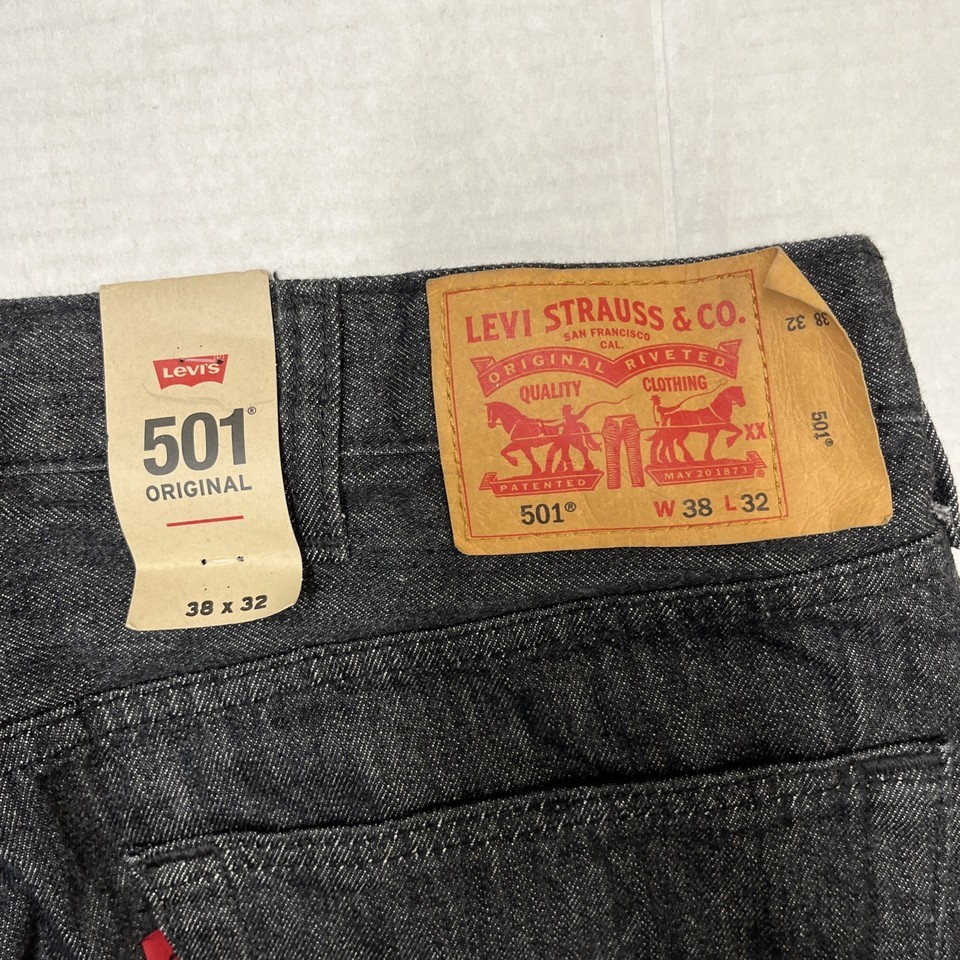 LEVI'S
501®
ORIGINAL
38 x 32
LEVI STRAUSS & CO.
SAN FRANCISCO
CAL.
ORIGINAL RIVETED
QUALITY CLOTHING
XX
PATENTED MAY 20 1873 ®
501® W 38 L 32
38 32
501®